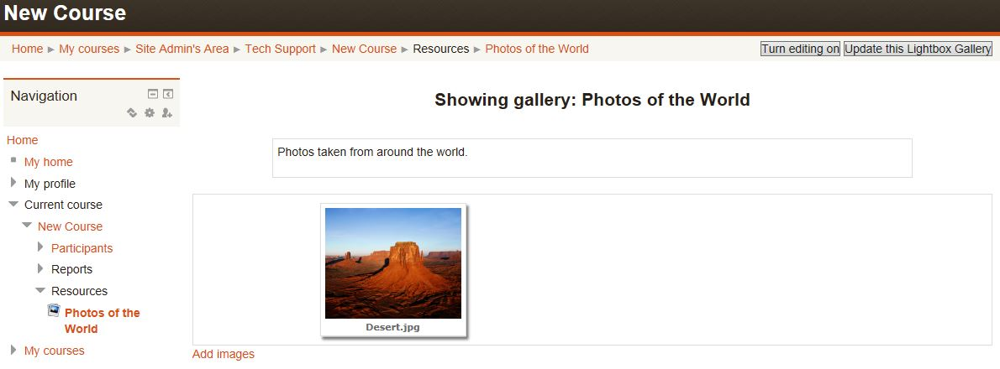 New Course
Home ▶ My courses ▶ Site Admin's Area ▶ Tech Support ▶ New Course ▶ Resources ▶ Photos of the World
Turn editing on
Update this Lightbox Gallery
Navigation
Home
My home
My profile
Current course
New Course
Participants
Reports
Resources
Photos of the
World
My courses
Showing gallery: Photos of the World
Photos taken from around the world.
Desert.jpg
Add images